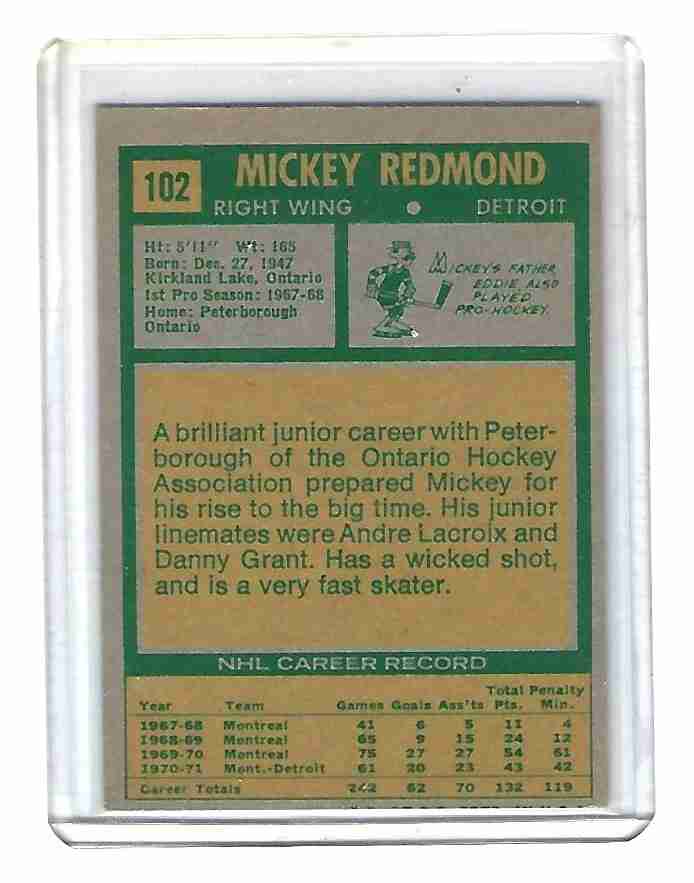 102
MICKEY REDMOND
RIGHT WING • DETROIT
Ht: 5'11" Wt: 165
Born: Dec. 27, 1947
Kirkland Lake, Ontario
1st Pro Season: 1967-68
Home: Peterborough
Ontario
MICKEY'S FATHER
EDDIE ALSO
PLAYED
PRO-HOCKEY.
A brilliant junior career with Peter-
borough of the Ontario Hockey
Association prepared Mickey for
his rise to the big time. His junior
linemates were Andre Lacroix and
Danny Grant. Has a wicked shot,
and is a very fast skater.
NHL CAREER RECORD
Total Penalty
Year Team Games Goals Ass'ts Pts. Min.
1967-68 Montreal 41 6 5 11 4
1968-69 Montreal 65 9 15 24 12
1969-70 Montreal 75 27 27 54 61
1970-71 Mont.-Detroit 61 20 23 43 42
Career Totals 242 62 70 132 119